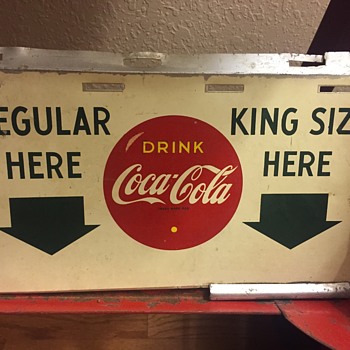 EGULAR
HERE
DRINK
Coca-Cola
KING SIZ
HERE